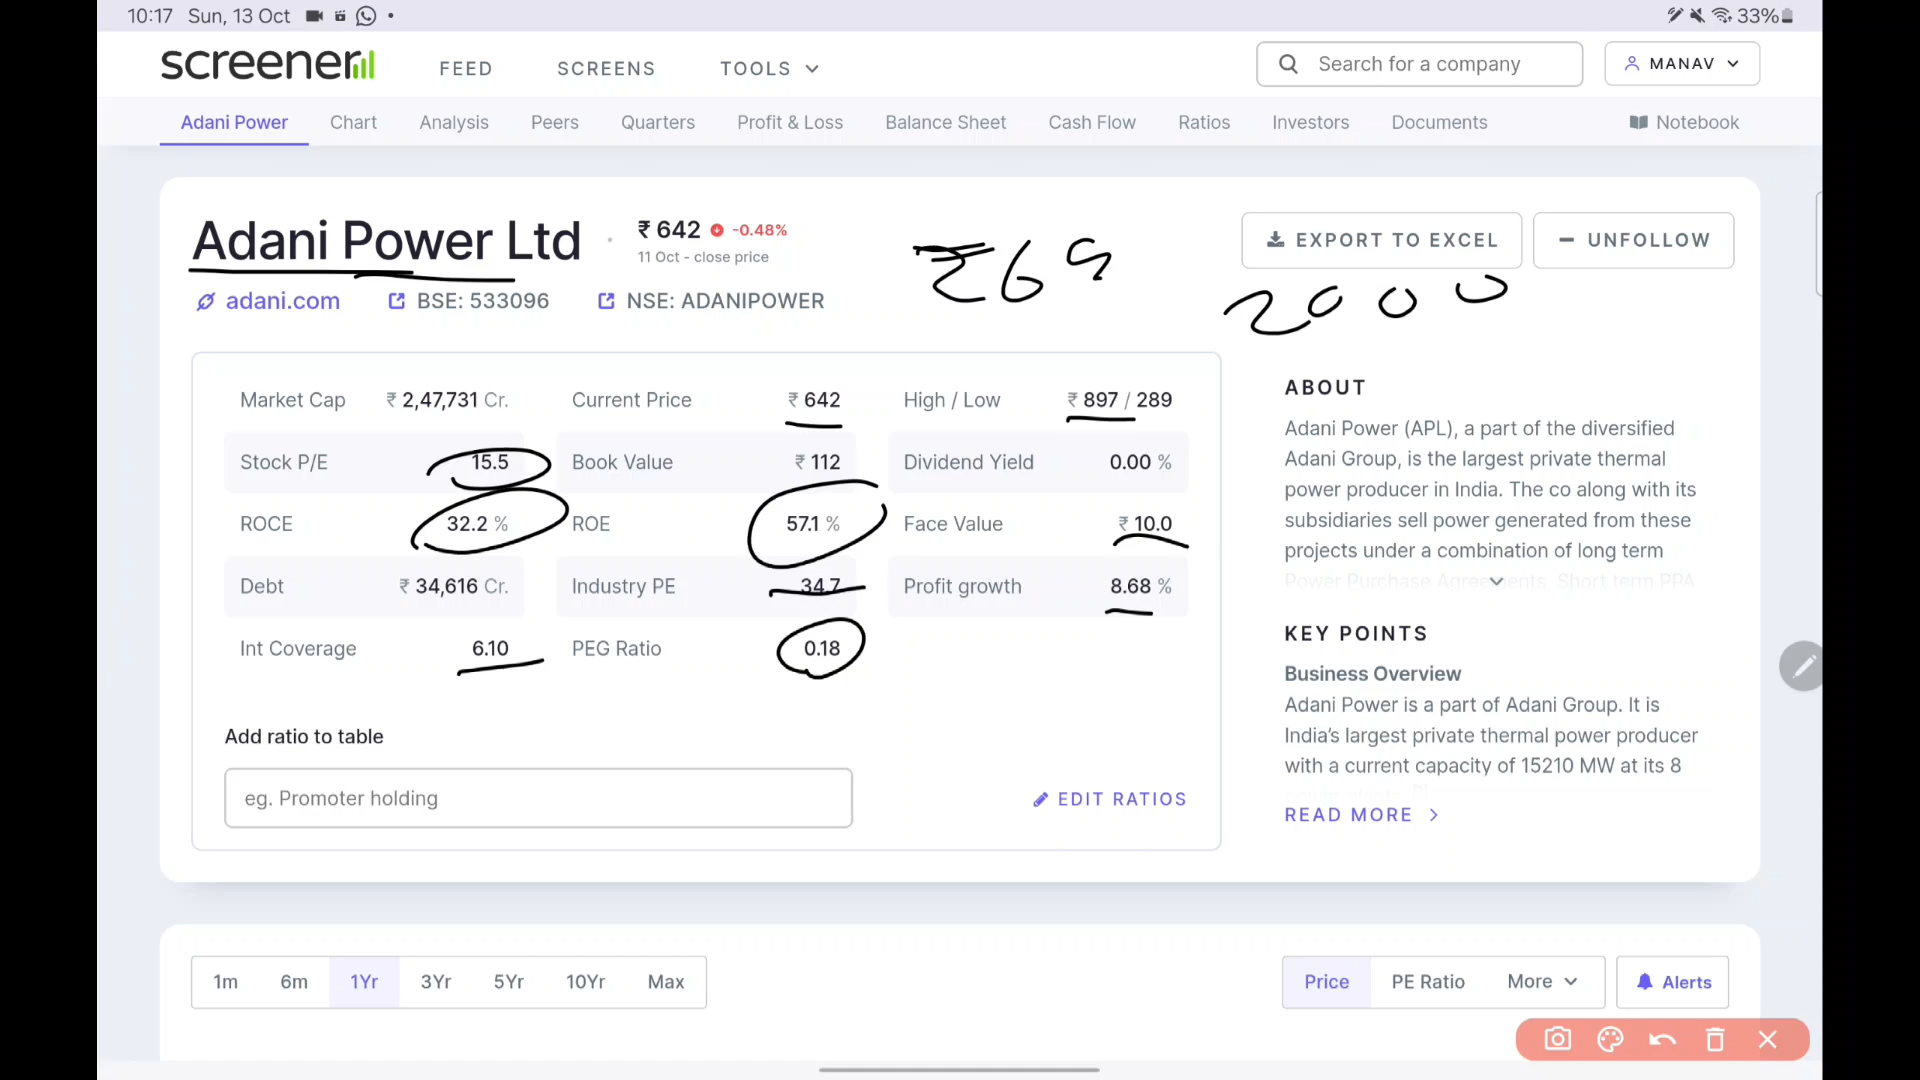 10:17 Sun, 13 Oct 33%
screener FEED SCREENS TOOLS Search for a company MANAV
Adani Power Chart Analysis Peers Quarters Profit & Loss Balance Sheet Cash Flow Ratios Investors Documents Notebook
Adani Power Ltd · ₹ 642 -0.48%
11 Oct - close price
₹69
EXPORT TO EXCEL UNFOLLOW
2000
adani.com BSE: 533096 NSE: ADANIPOWER
Market Cap ₹ 2,47,731 Cr. Current Price ₹ 642 High / Low ₹ 897 / 289
Stock P/E 15.5 Book Value ₹ 112 Dividend Yield 0.00 %
ROCE 32.2 % ROE 57.1 % Face Value ₹ 10.0
Debt ₹ 34,616 Cr. Industry PE 34.7 Profit growth 8.68 %
Int Coverage 6.10 PEG Ratio 0.18
Add ratio to table
eg. Promoter holding EDIT RATIOS
ABOUT
Adani Power (APL), a part of the diversified
Adani Group, is the largest private thermal
power producer in India. The co along with its
subsidiaries sell power generated from these
projects under a combination of long term
Power Purchase Agreements, Short term PPA
KEY POINTS
Business Overview
Adani Power is a part of Adani Group. It is
India's largest private thermal power producer
with a current capacity of 15210 MW at its 8
READ MORE
1m 6m 1Yr 3Yr 5Yr 10Yr Max Price PE Ratio More Alerts